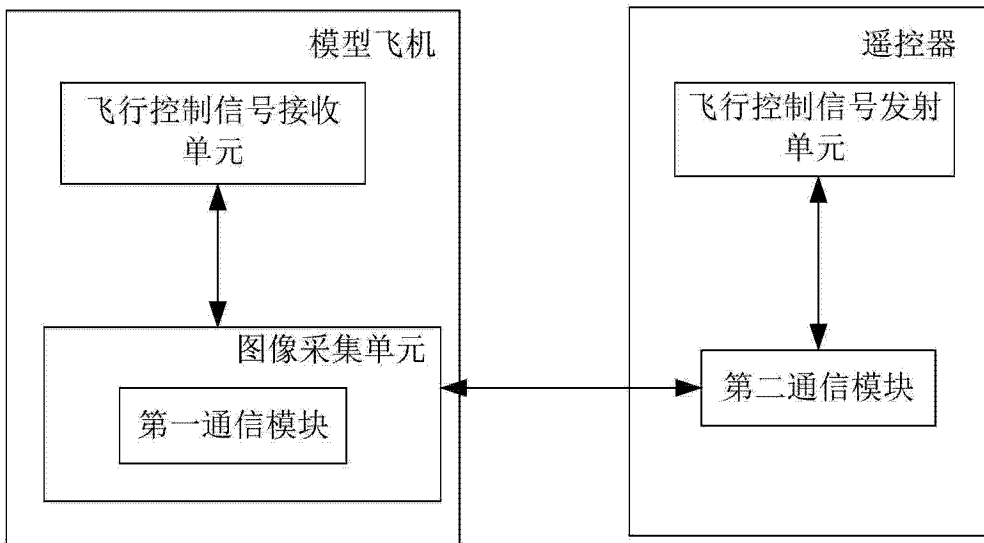 模型飞机
飞行控制信号接收
单元
图像采集单元
第一通信模块
遥控器
飞行控制信号发射
单元
第二通信模块